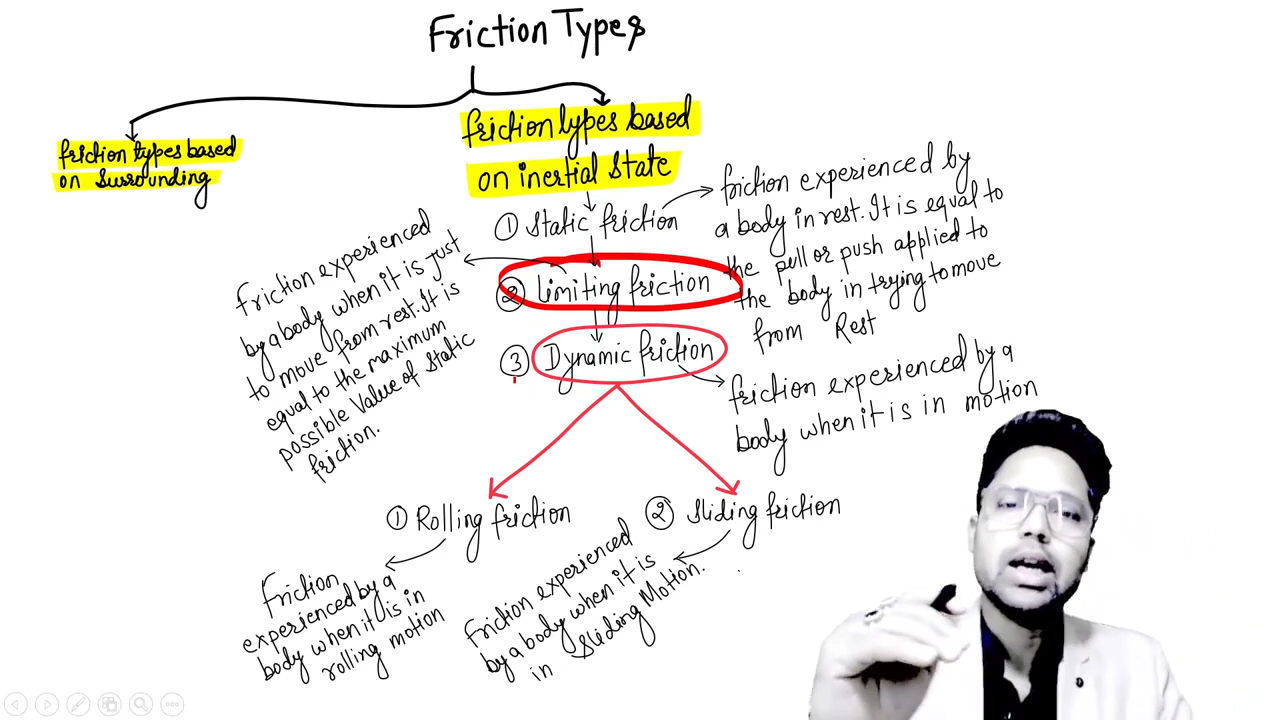 Friction Types
friction types based
on Surrounding
friction types based
on inertial State
① Static friction
friction experienced by
a body in rest. It is equal to
the pull or push applied to
the body in trying to move
from Rest
② Limiting friction
Friction experienced
by a body when it is just
to move from rest. It is
equal to the maximum
possible Value of Static
friction.
③ Dynamic friction
friction experienced by a
body when it is in motion
① Rolling friction
Friction
experienced by a
body when it is in
rolling motion
② Sliding friction
Friction experienced
by a body when it is
in Sliding Motion.